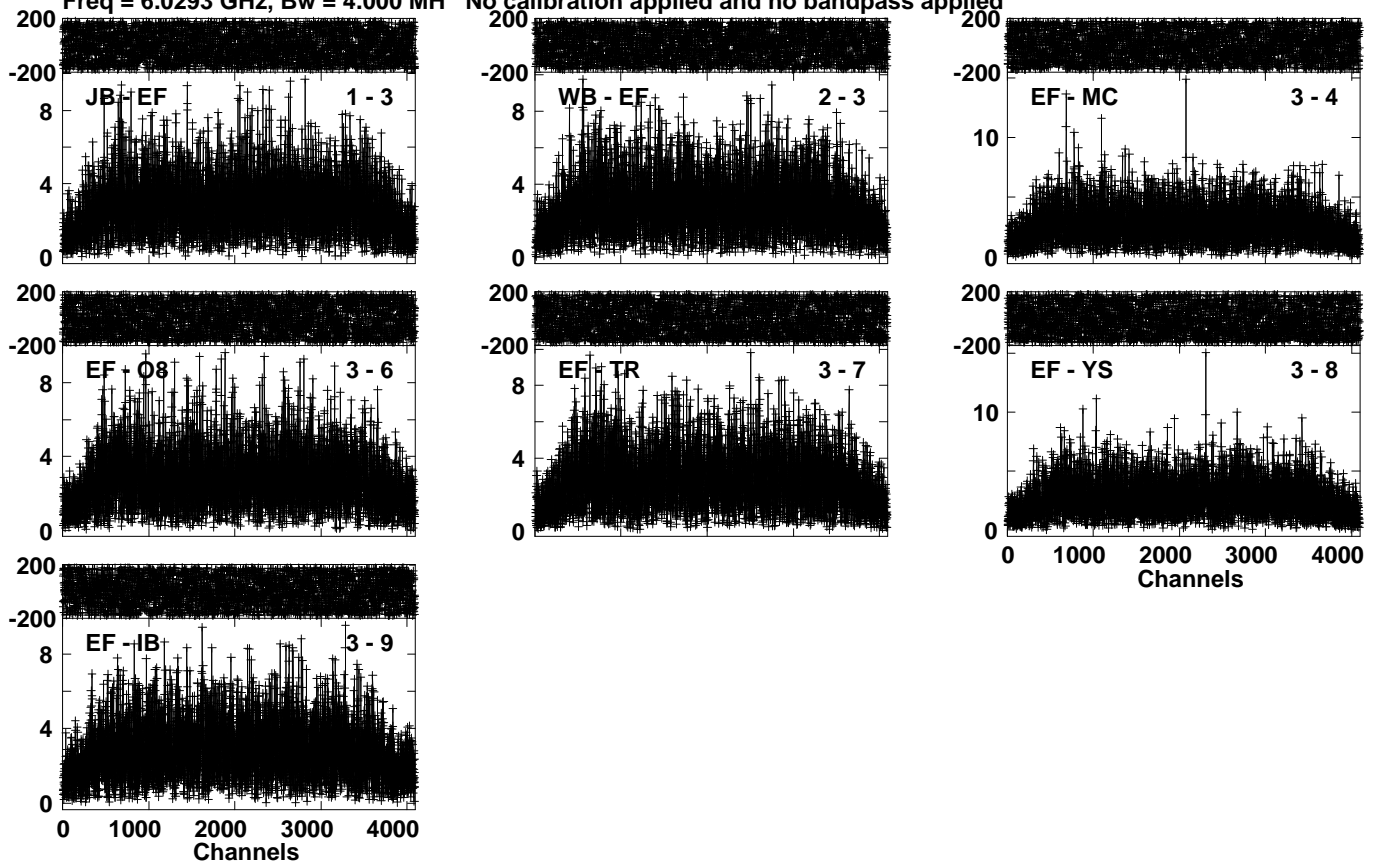 Freq = 6.0293 GHz, Bw = 4.000 MH No calibration applied and no bandpass applied
200 200 200
-200 -200 -200
JB - EF 1 - 3 WB - EF 2 - 3 EF - MC 3 - 4
8 8 10
4 4
0 0 0
200 200 200
-200 -200 -200
EF - O8 3 - 6 EF - TR 3 - 7 EF - YS 3 - 8
8 8 10
4 4
0 0 0
0 1000 2000 3000 4000
Channels
200
-200
EF - IB 3 - 9
8
4
0
0 1000 2000 3000 4000
Channels